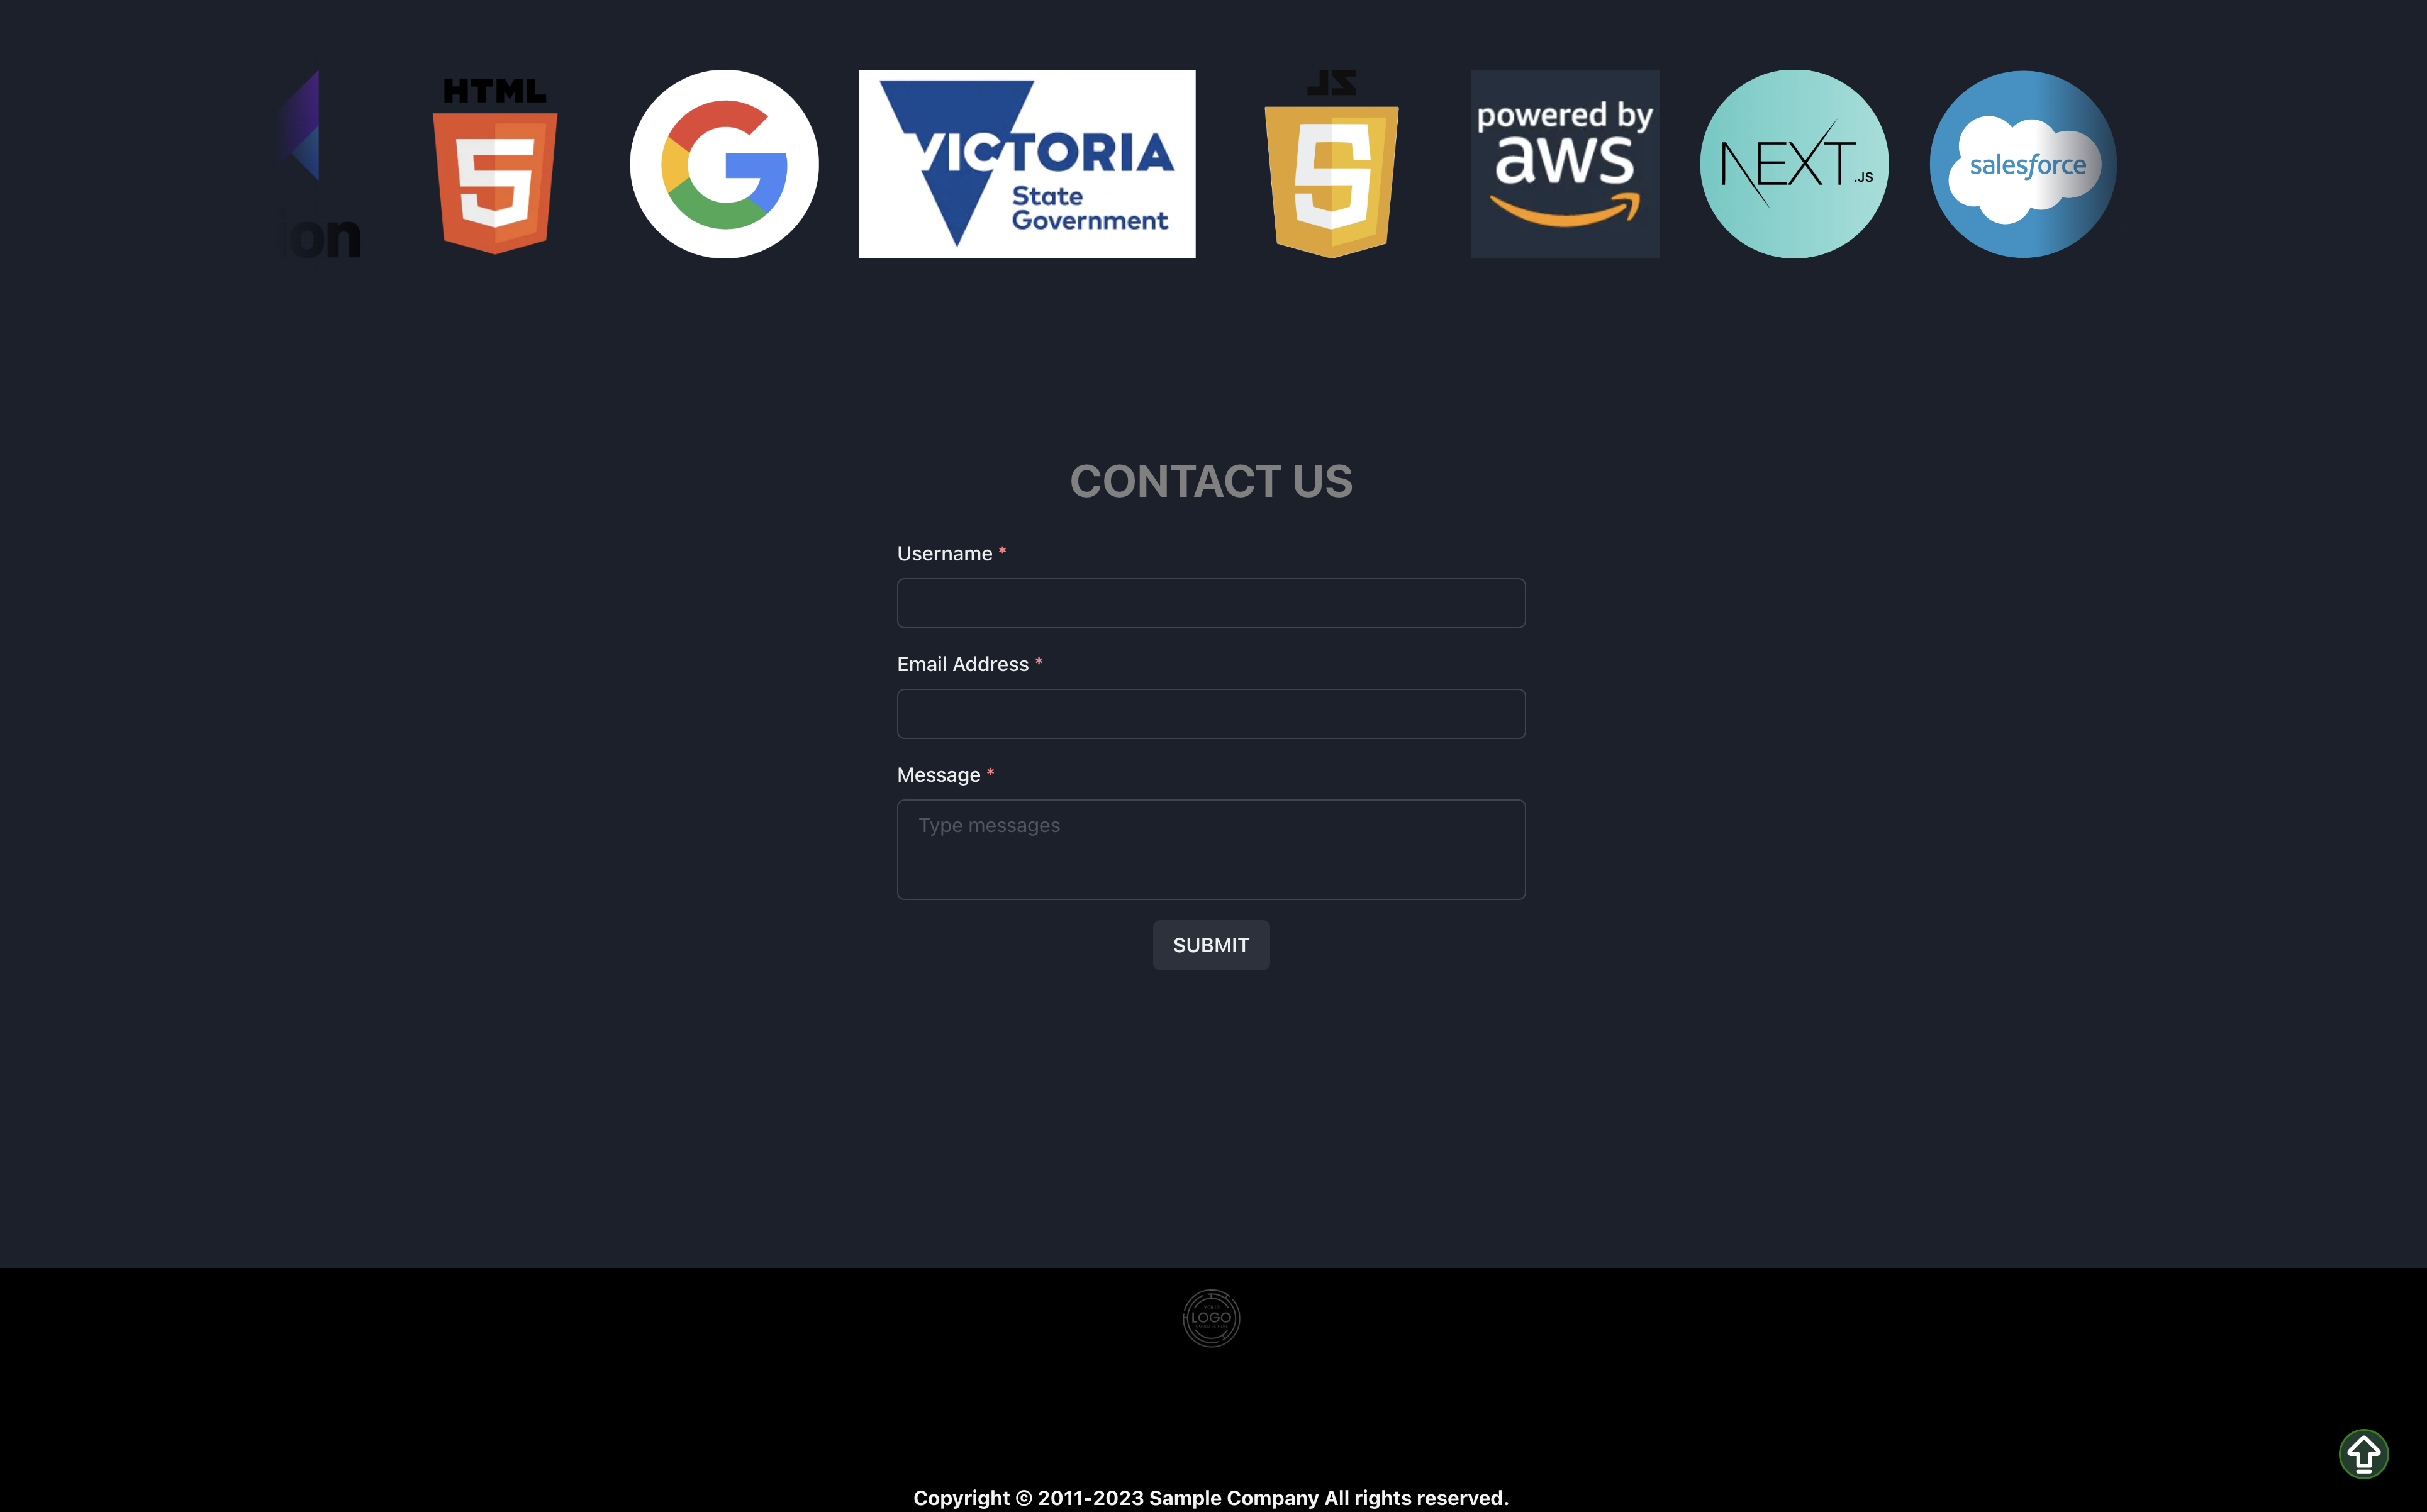 ion
HTML
5
G
VICTORIA
State
Government
JS
powered by
aws
NEXT.JS
salesforce
CONTACT US
Username *
Email Address *
Message *
Type messages
SUBMIT
YOUR
LOGO
Copyright © 2011-2023 Sample Company All rights reserved.